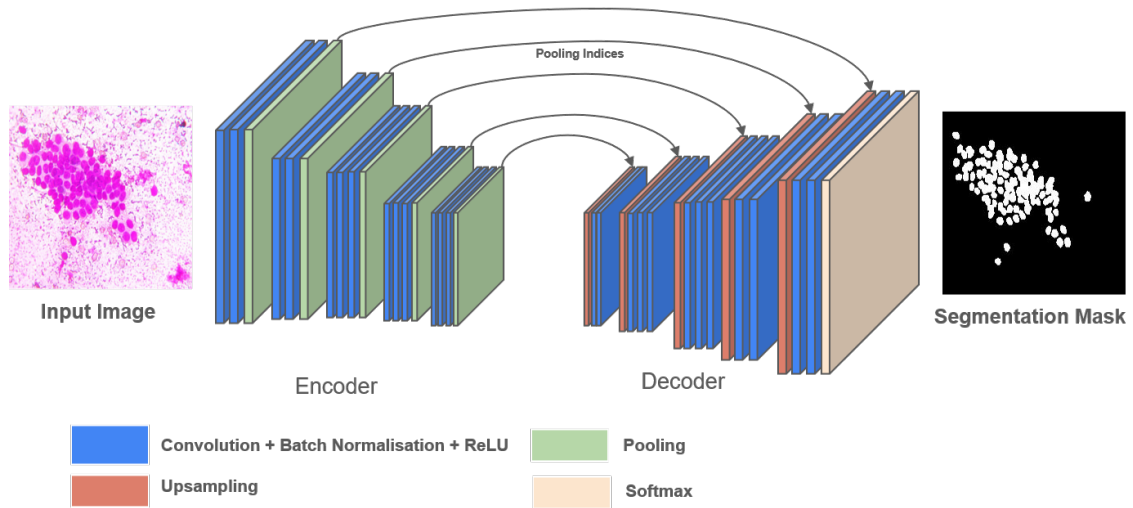 Pooling Indices
Input Image
Segmentation Mask
Encoder
Decoder
Convolution + Batch Normalisation + ReLU
Pooling
Upsampling
Softmax